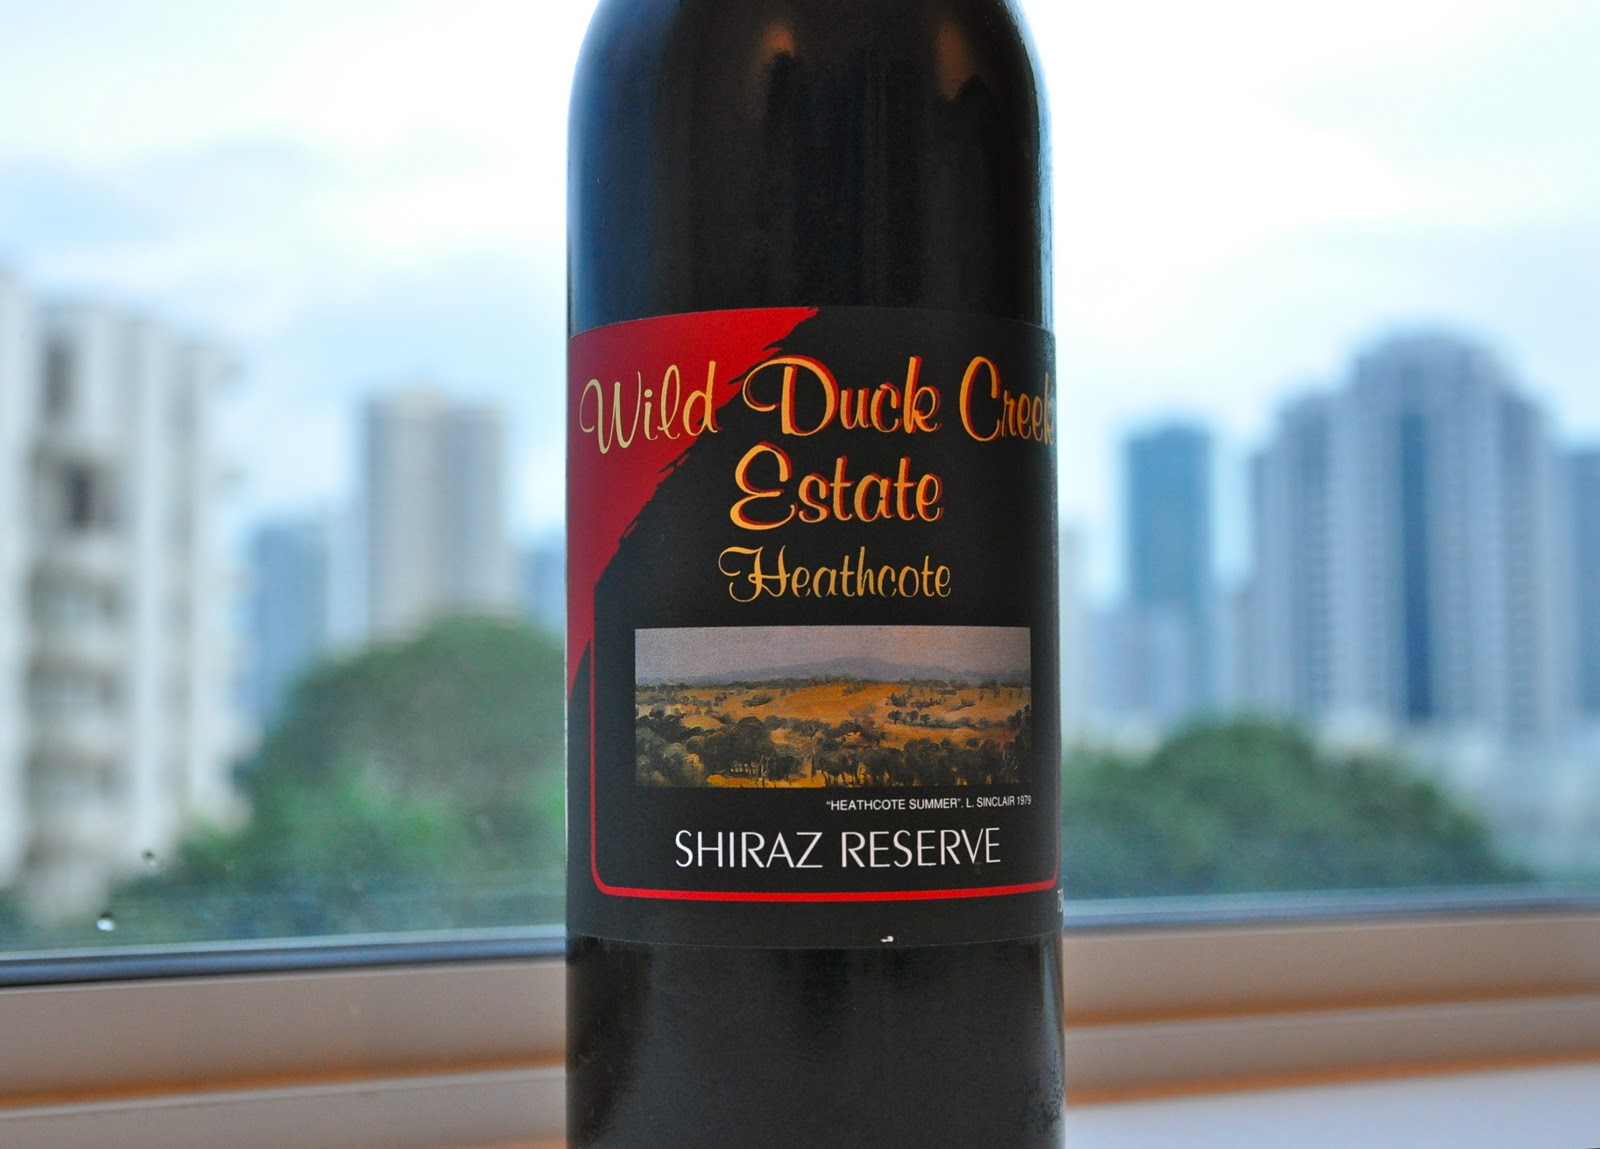 Wild Duck Creek
Estate
Heathcote
"HEATHCOTE SUMMER". L. SINCLAIR 1979
SHIRAZ RESERVE